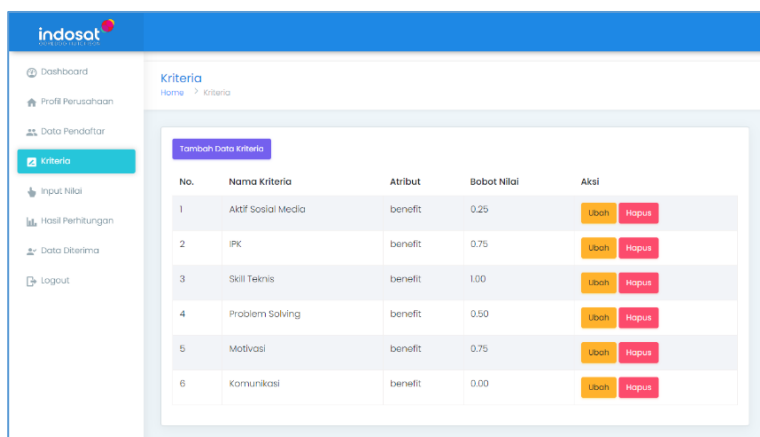 indosat
Dashboard
Profil Perusahaan
Data Pendaftar
Kriteria
Input Nilai
Hasil Perhitungan
Data Diterima
Logout
Kriteria
Home > Kriteria
Tambah Data Kriteria
No. Nama Kriteria Atribut Bobot Nilai Aksi
1 Aktif Sosial Media benefit 0.25 Ubah Hapus
2 IPK benefit 0.75 Ubah Hapus
3 Skill Teknis benefit 1.00 Ubah Hapus
4 Problem Solving benefit 0.50 Ubah Hapus
5 Motivasi benefit 0.75 Ubah Hapus
6 Komunikasi benefit 0.00 Ubah Hapus